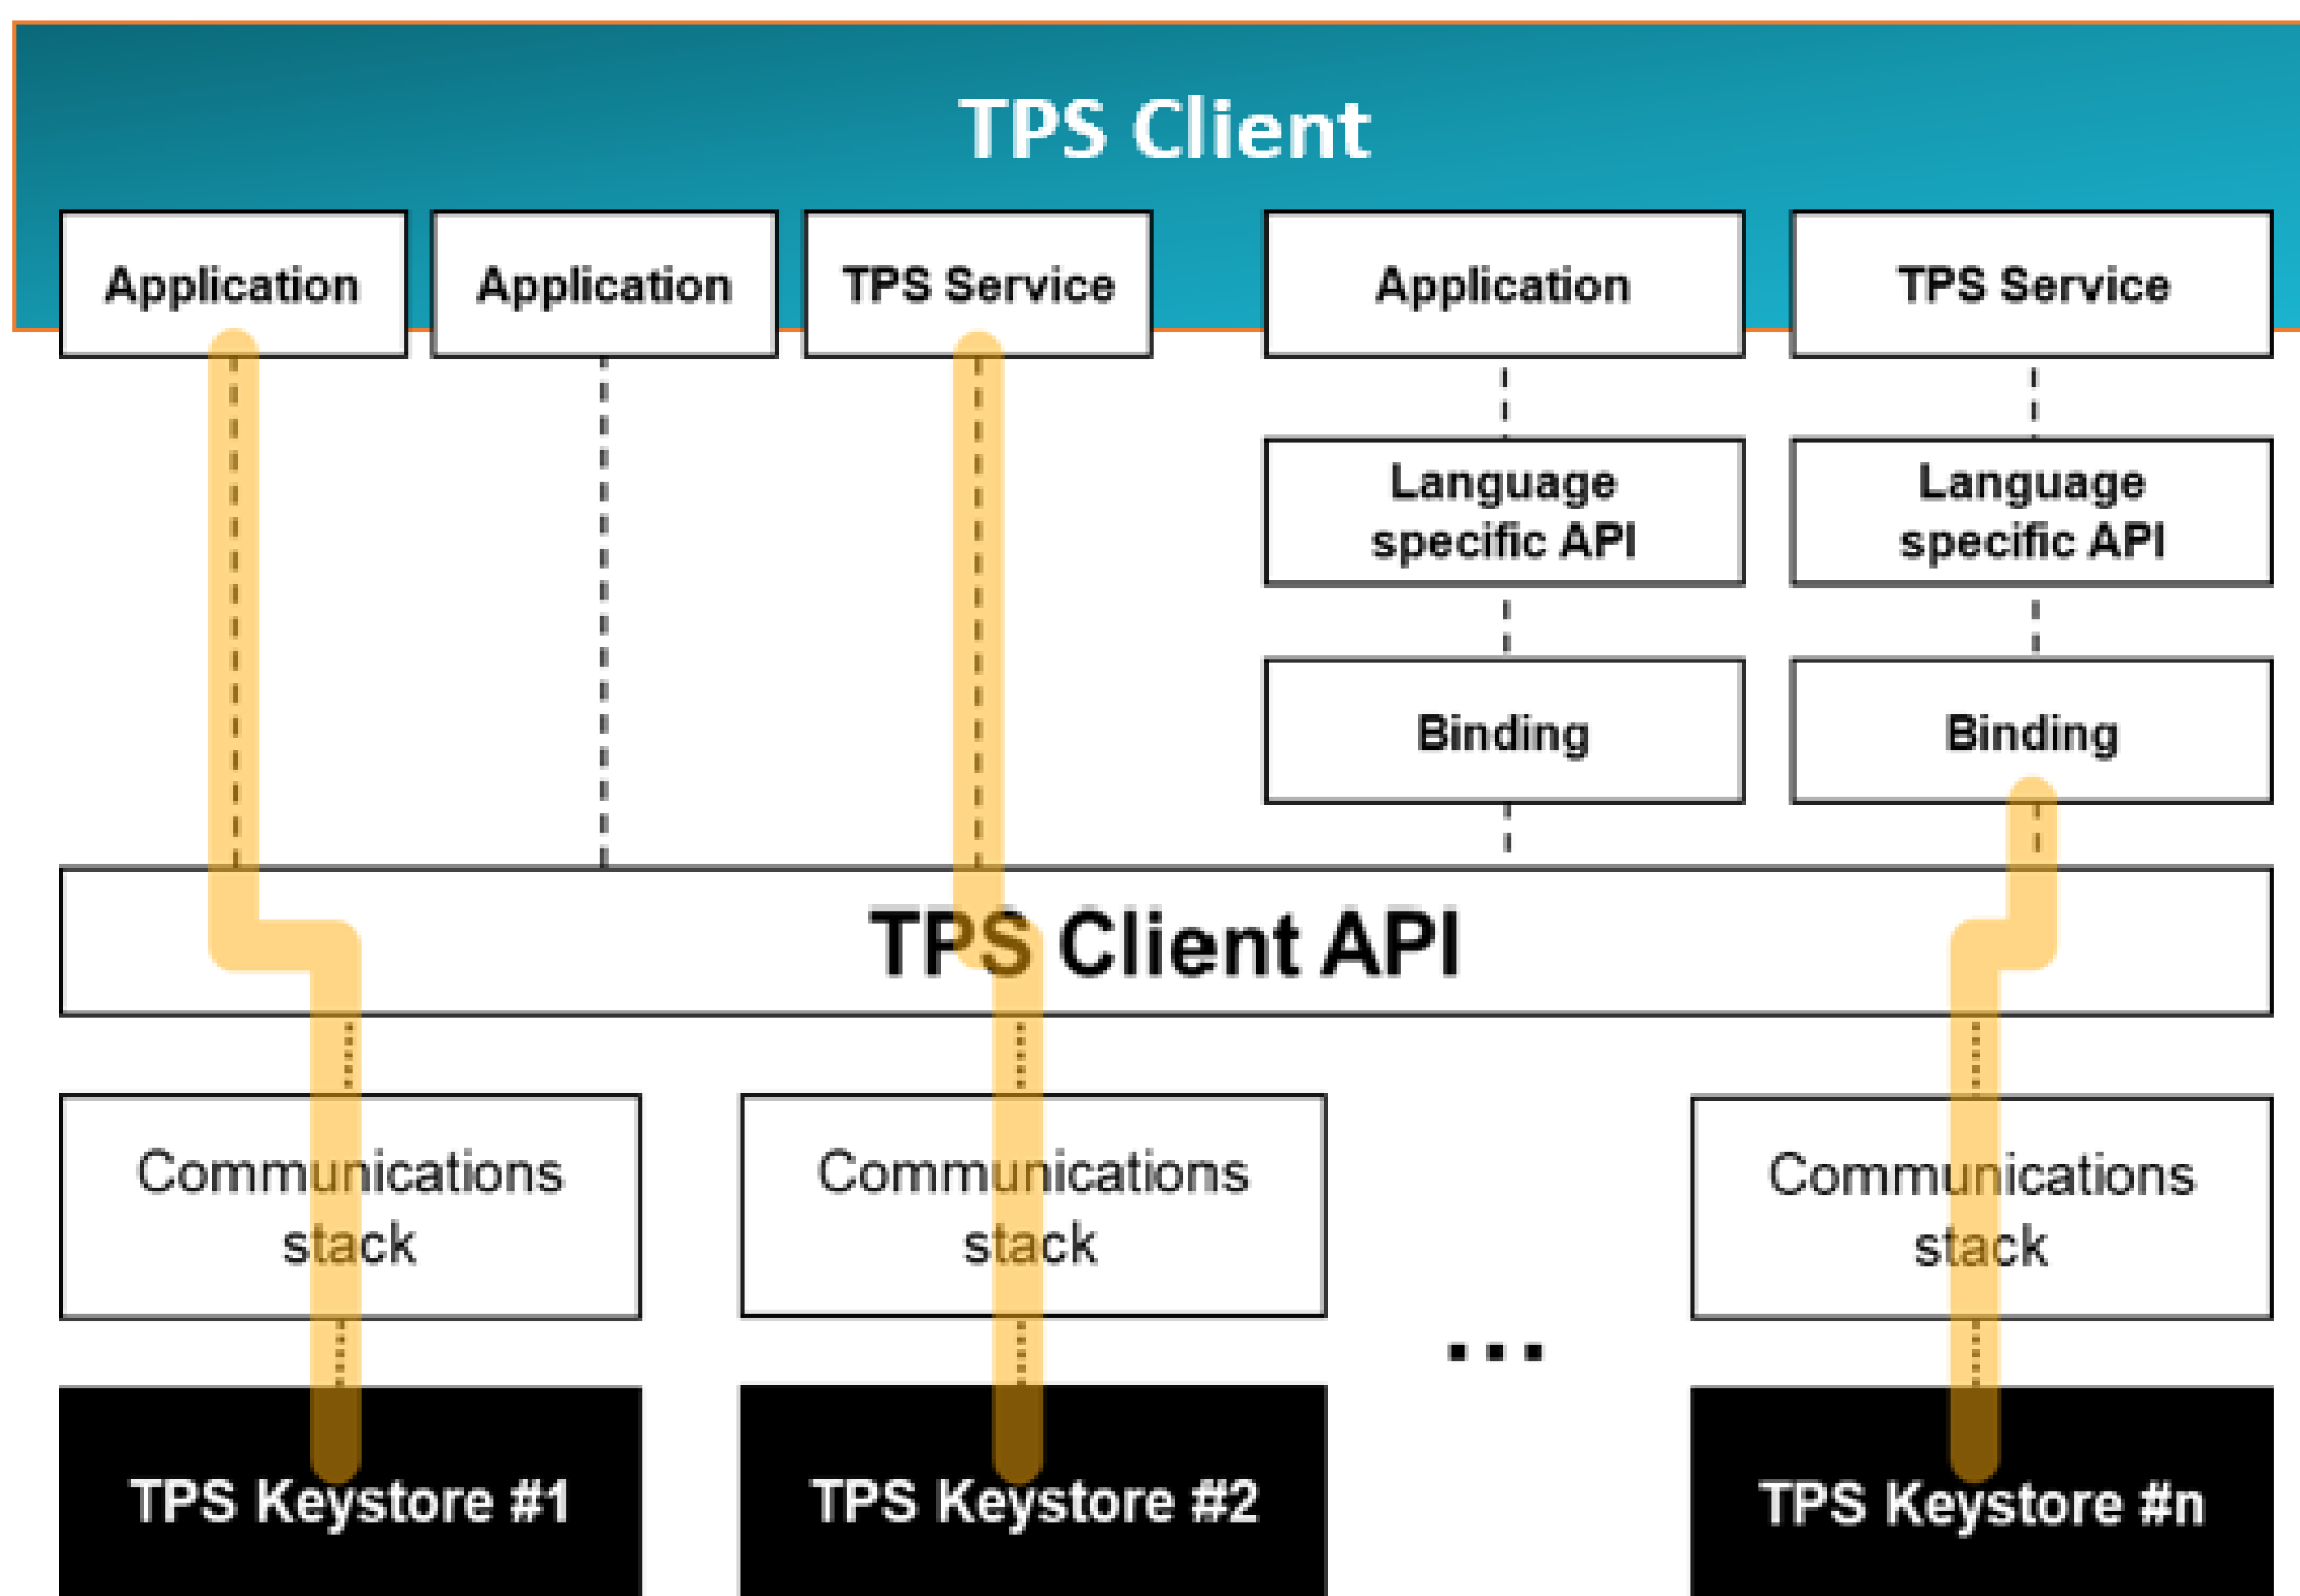 TPS Client
Application
Application
TPS Service
Application
TPS Service
Language
specific API
Language
specific API
Binding
Binding
TPS Client API
Communications
stack
Communications
stack
Communications
stack
...
TPS Keystore #1
TPS Keystore #2
TPS Keystore #n